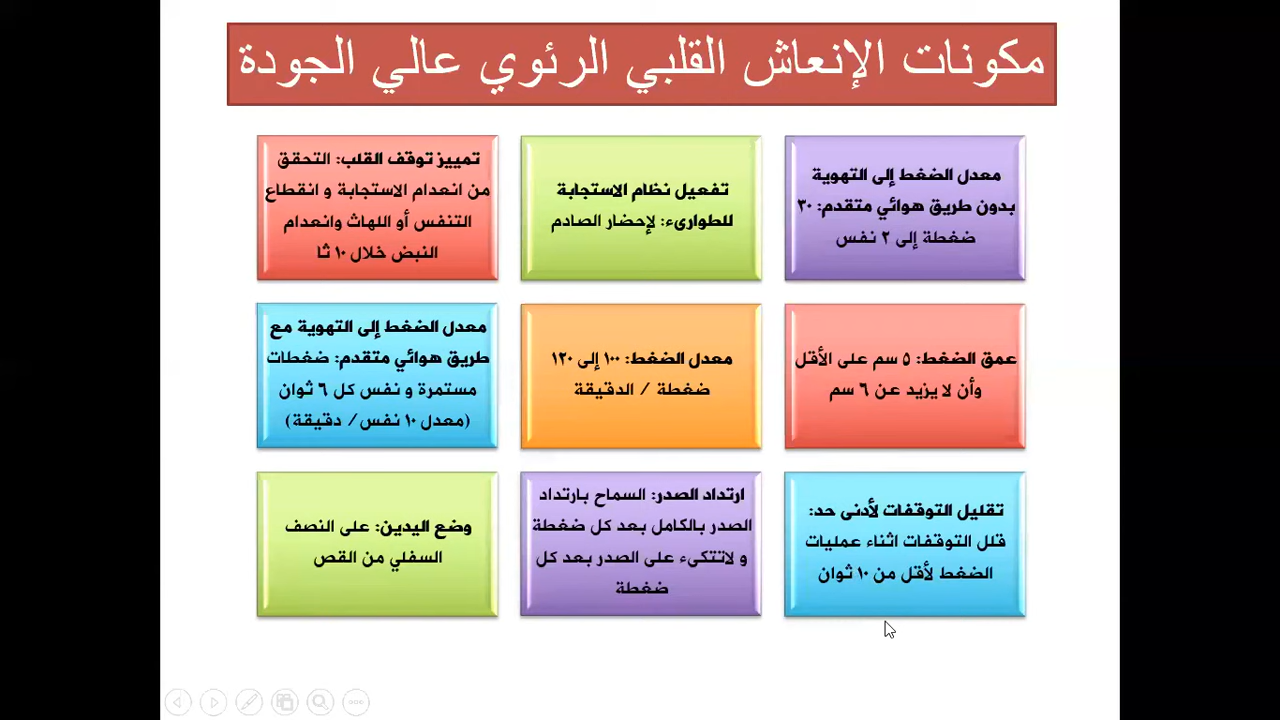 مكونات الإنعاش القلبي الرئوي عالي الجودة
معدل الضغط إلى التهوية
بدون طريق هوائي متقدم: ٣٠
ضغطة إلى ٢ نفس
تفعيل نظام الاستجابة
للطوارىء: لإحضار الصادم
تمييز توقف القلب: التحقق
من انعدام الاستجابة و انقطاع
التنفس أو اللهاث وانعدام
النبض خلال ١٠ ثا
عمق الضغط: ٥ سم على الأقل
وأن لا يزيد عن ٦ سم
معدل الضغط: ١٠٠ إلى ١٢٠
ضغطة / الدقيقة
معدل الضغط إلى التهوية مع
طريق هوائي متقدم: ضغطات
مستمرة و نفس كل ٦ ثوان
(معدل ١٠ نفس/ دقيقة)
تقليل التوقفات لأدنى حد:
قلل التوقفات اثناء عمليات
الضغط لأقل من ١٠ ثوان
ارتداد الصدر: السماح بارتداد
الصدر بالكامل بعد كل ضغطة
و لاتتكىء على الصدر بعد كل
ضغطة
وضع اليدين: على النصف
السفلي من القص